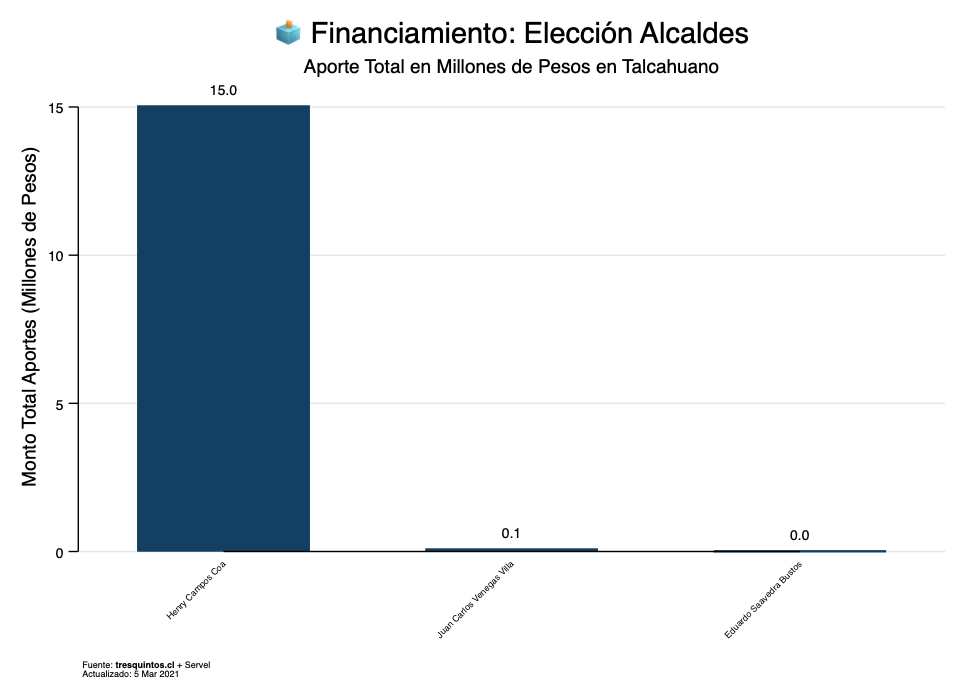 Financiamiento: Elección Alcaldes
Aporte Total en Millones de Pesos en Talcahuano
Monto Total Aportes (Millones de Pesos)
15
10
5
0
15.0
0.1
0.0
Henry Campos Coa
Juan Carlos Venegas Villa
Eduardo Saavedra Bustos
Fuente: tresquintos.cl + Servel
Actualizado: 5 Mar 2021